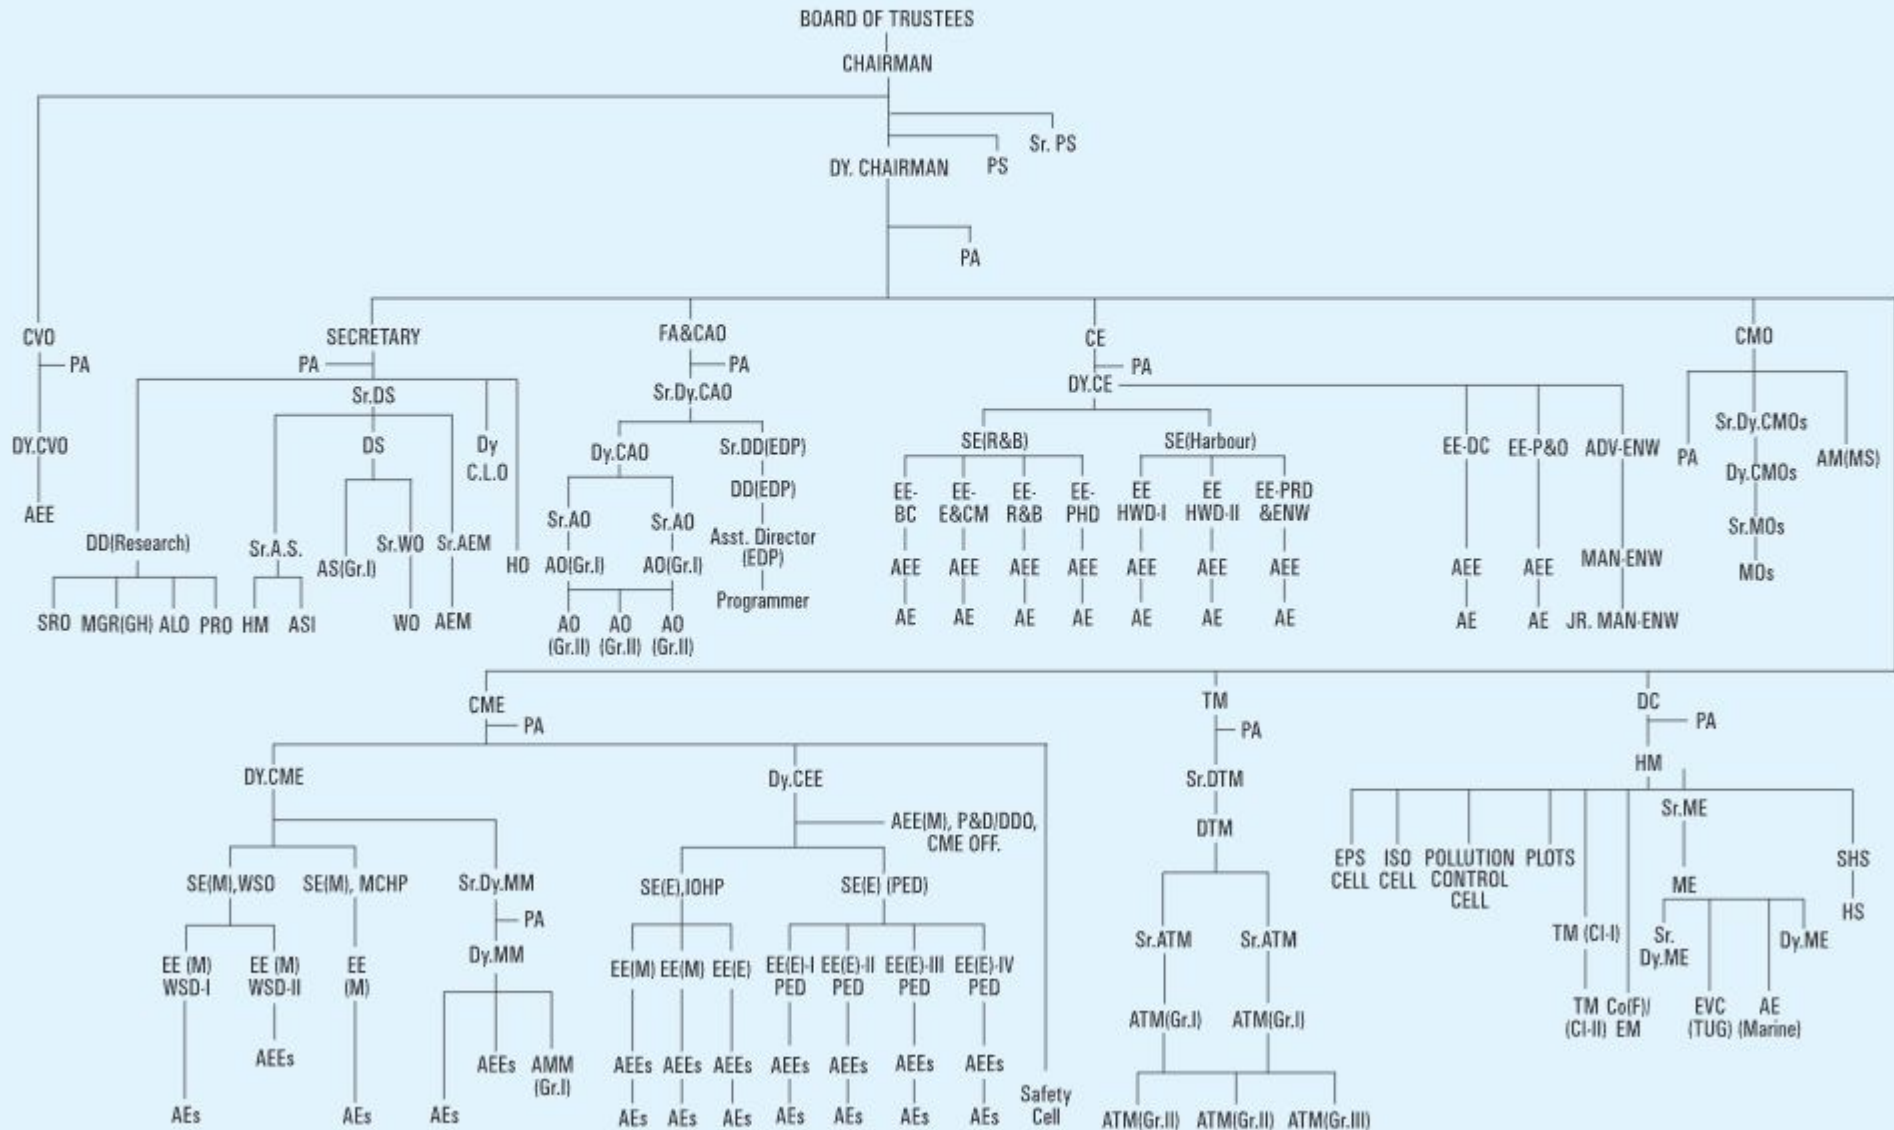 BOARD OF TRUSTEES
CHAIRMAN
Sr. PS
DY. CHAIRMAN PS
PA
CVO SECRETARY FA&CAO CE CMO
PA PA PA PA
Sr.DS Sr.Dy.CAO DY.CE
DY.CVO DS Dy Dy.CAO Sr.DD(EDP) SE(R&B) SE(Harbour) EE-DC EE-P&O ADV-ENW PA Sr.Dy.CMOs AM(MS)
C.L.O
DD(EDP) EE- EE- EE- EE- EE EE EE-PRD Dy.CMOs
BC E&CM R&B PHD HWD-I HWD-II &ENW
AEE Sr.AO Sr.AO Asst. Director Sr.MOs
DD(Research) Sr.A.S. AS(Gr.I) Sr.WO Sr.AEM HO AO(Gr.I) AO(Gr.I) (EDP) AEE AEE AEE AEE AEE AEE AEE AEE AEE MAN-ENW MOs
Programmer
SRO MGR(GH) ALO PRO HM ASI WO AEM AO AO AO AE AE AE AE AE AE AE AE AE JR. MAN-ENW
(Gr.II) (Gr.II) (Gr.II)
CME TM DC
PA PA PA
DY.CME Dy.CEE Sr.DTM HM
AEE(M), P&D/DDO, DTM Sr.ME
CME OFF.
SE(M),WSO SE(M), MCHP Sr.Dy.MM SE(E),IOHP SE(E) (PED) EPS ISO POLLUTION PLOTS ME SHS
CELL CELL CONTROL
CELL
PA HS
Dy.MM Sr.ATM Sr.ATM TM (CI-I) Sr. Dy.ME
Dy.ME
EE (M) EE (M) EE EE(M) EE(M) EE(E) EE(E)-I EE(E)-II EE(E)-III EE(E)-IV
WSD-I WSD-II (M) PED PED PED PED
ATM(Gr.I) ATM(Gr.I) TM Co(F)/ EVC AE
(CI-II) EM (TUG) (Marine)
AEEs AEEs AMM AEEs AEEs AEEs AEEs AEEs AEEs AEEs
(Gr.I)
Safety
Cell
AEs AEs AEs AEs AEs AEs AEs AEs AEs AEs ATM(Gr.II) ATM(Gr.II) ATM(Gr.III)